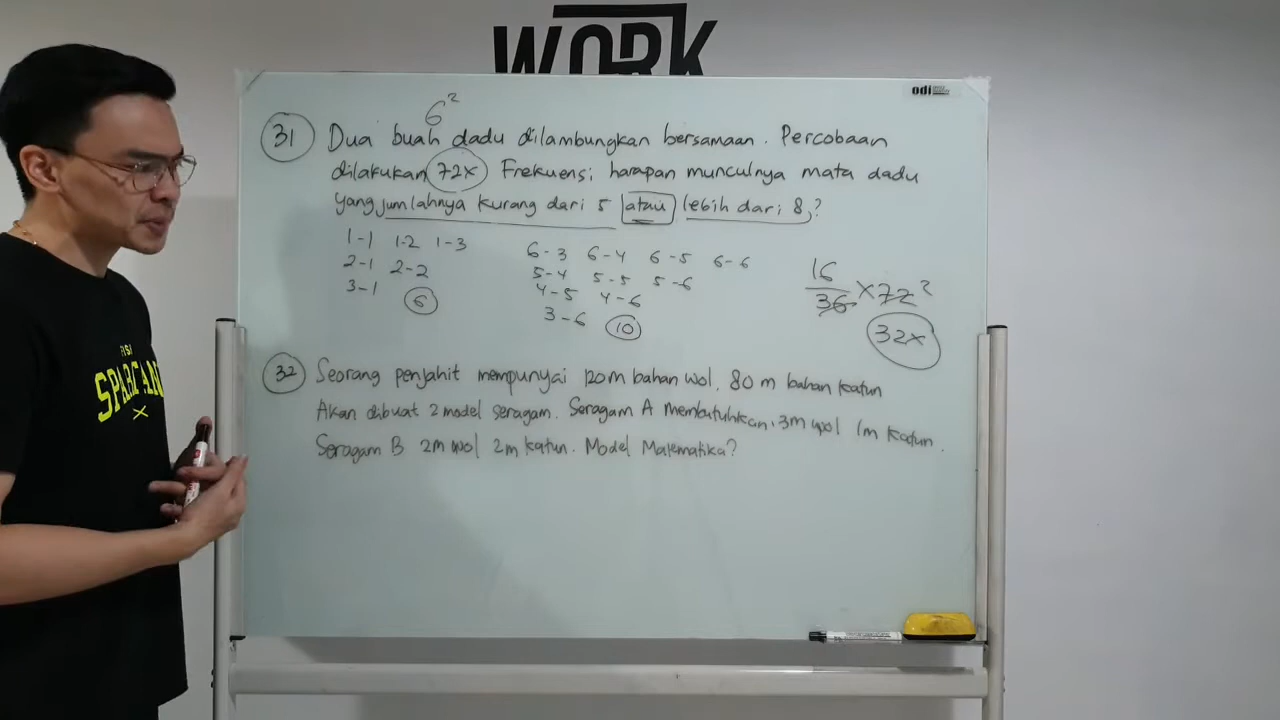 WORK
odi
6²
31 Dua buah dadu dilambungkan bersamaan. Percobaan
dilakukan 72x Frekuensi harapan munculnya mata dadu
yang jumlahnya kurang dari 5 atau lebih dari 8,?
1-1 1-2 1-3
2-1 2-2
3-1 6
6-3 6-4 6-5 6-6
5-4 5-5 5-6
4-5 4-6
3-6 10
16/36 x 72 2
32x
32 Seorang penjahit mempunyai 120m bahan wol, 80 m bahan katun
Akan dibuat 2 model seragam. Seragam A membutuhkan 3m wol 1m katun.
Seragam B 2m wol 2m katun. Model Matematika?